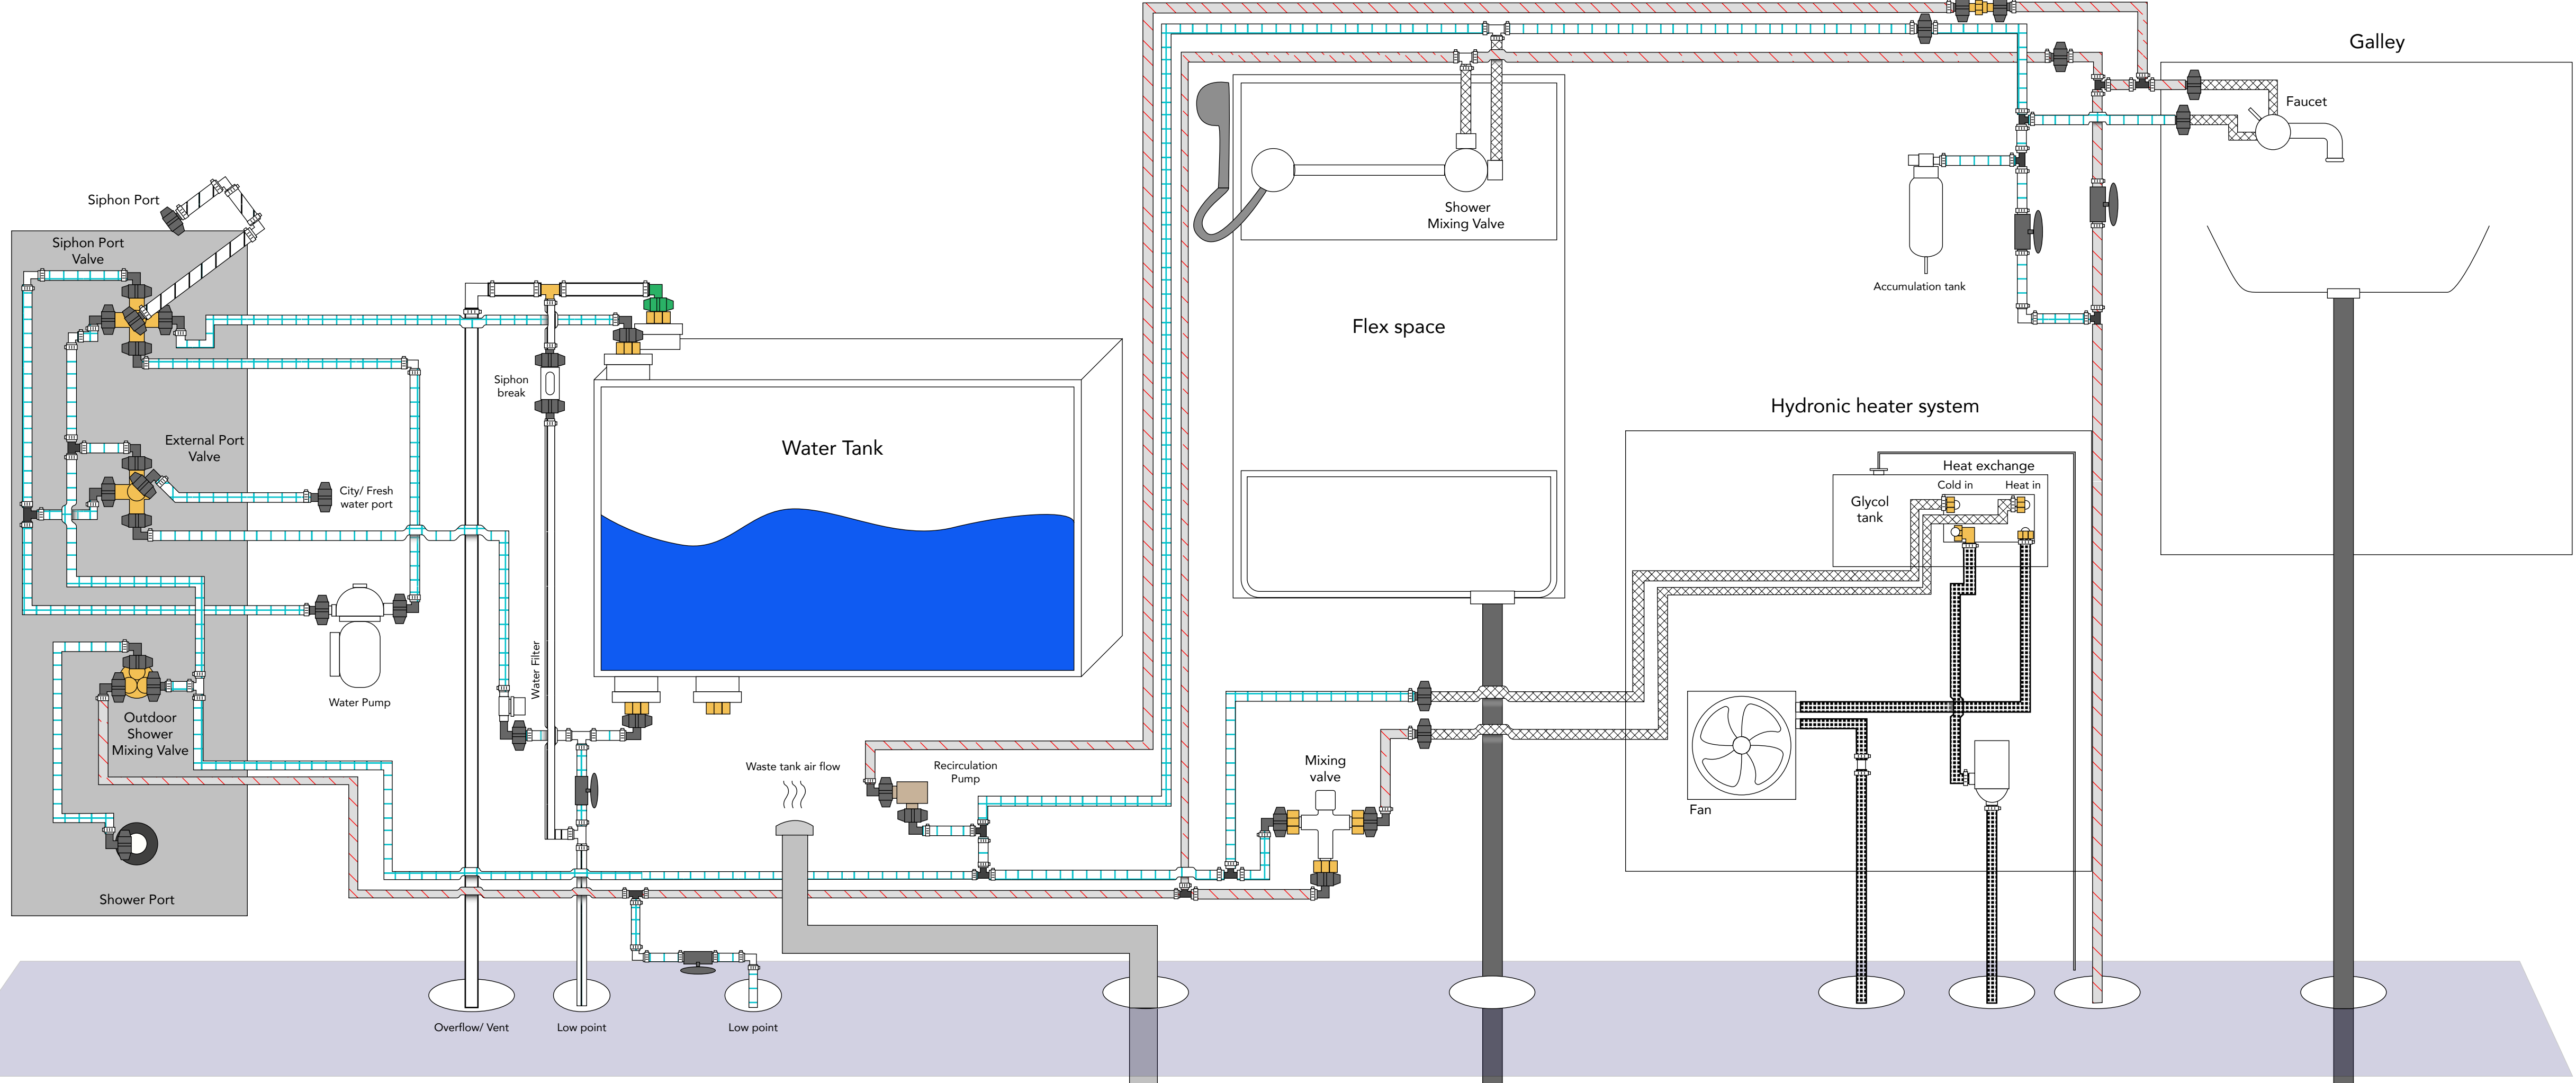 Galley
Faucet
Siphon Port
Siphon Port
Valve
Shower
Mixing Valve
Accumulation tank
Flex space
Siphon
break
Hydronic heater system
External Port
Valve
Water Tank
City/ Fresh
water port
Heat exchange
Cold in
Heat in
Glycol
tank
Water Filter
Water Pump
Outdoor
Shower
Mixing Valve
Waste tank air flow
Recirculation
Pump
Mixing
valve
Fan
Shower Port
Overflow/ Vent
Low point
Low point